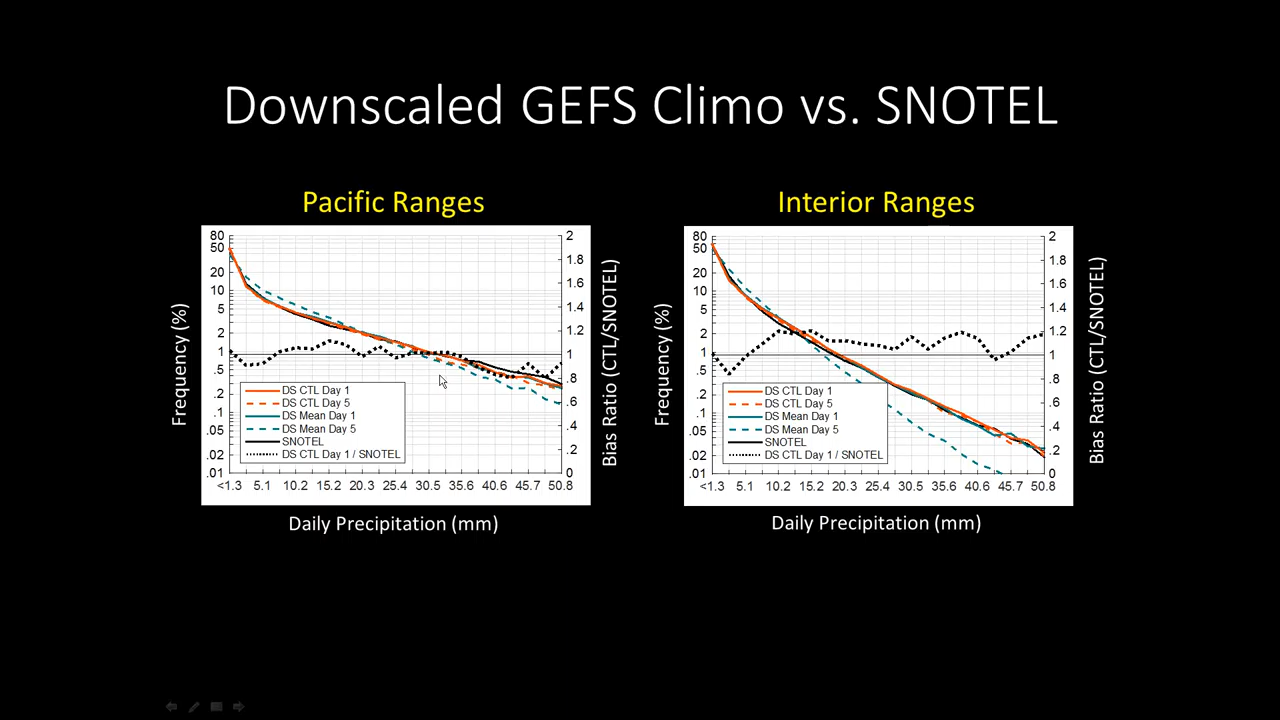 Downscaled GEFS Climo vs. SNOTEL
Pacific Ranges
Frequency (%)
80
50
20
10
5
2
1
.5
.2
.1
.05
.02
.01
2
1.8
1.6
1.4
1.2
1
.8
.6
.4
.2
0
Bias Ratio (CTL/SNOTEL)
DS CTL Day 1
DS CTL Day 5
DS Mean Day 1
DS Mean Day 5
SNOTEL
DS CTL Day 1 / SNOTEL
<1.3 5.1 10.2 15.2 20.3 25.4 30.5 35.6 40.6 45.7 50.8
Daily Precipitation (mm)
Interior Ranges
Frequency (%)
80
50
20
10
5
2
1
.5
.2
.1
.05
.02
.01
2
1.8
1.6
1.4
1.2
1
.8
.6
.4
.2
0
Bias Ratio (CTL/SNOTEL)
DS CTL Day 1
DS CTL Day 5
DS Mean Day 1
DS Mean Day 5
SNOTEL
DS CTL Day 1 / SNOTEL
<1.3 5.1 10.2 15.2 20.3 25.4 30.5 35.6 40.6 45.7 50.8
Daily Precipitation (mm)